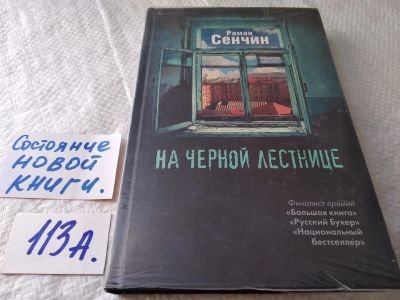 Состояние
НОВОЙ
КНИГИ.
113А.
Роман
Сенчин
НА ЧЕРНОЙ ЛЕСТНИЦЕ
Финалист премий
«Большая книга»
«Русский Букер»
«Национальный
бестселлер»